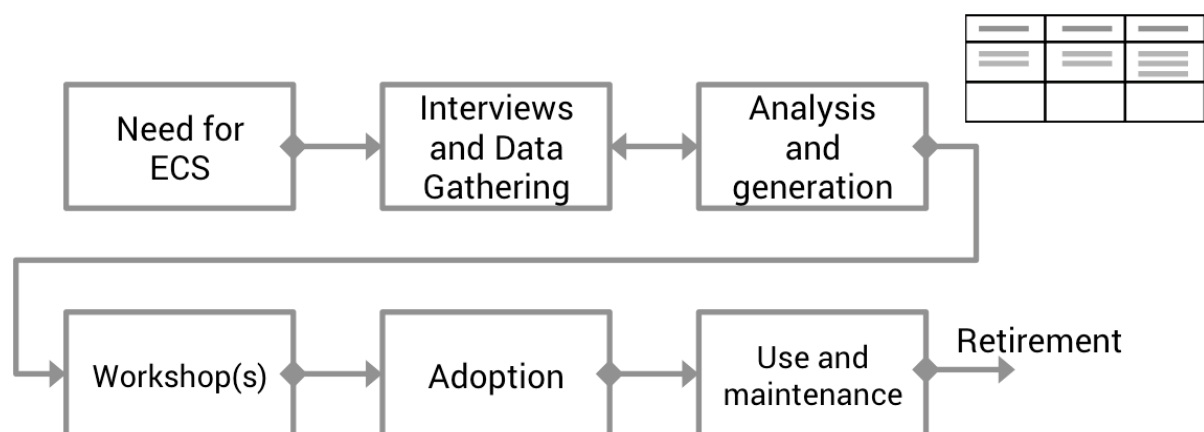 Need for
ECS
Interviews
and Data
Gathering
Analysis
and
generation
Workshop(s)
Adoption
Use and
maintenance
Retirement